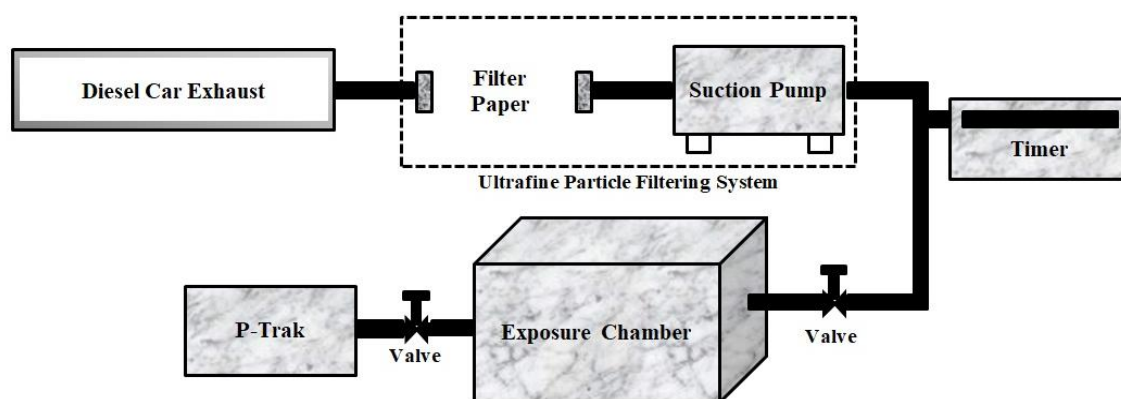 Diesel Car Exhaust
Filter
Paper
Suction Pump
Timer
Ultrafine Particle Filtering System
P-Trak
Valve
Exposure Chamber
Valve